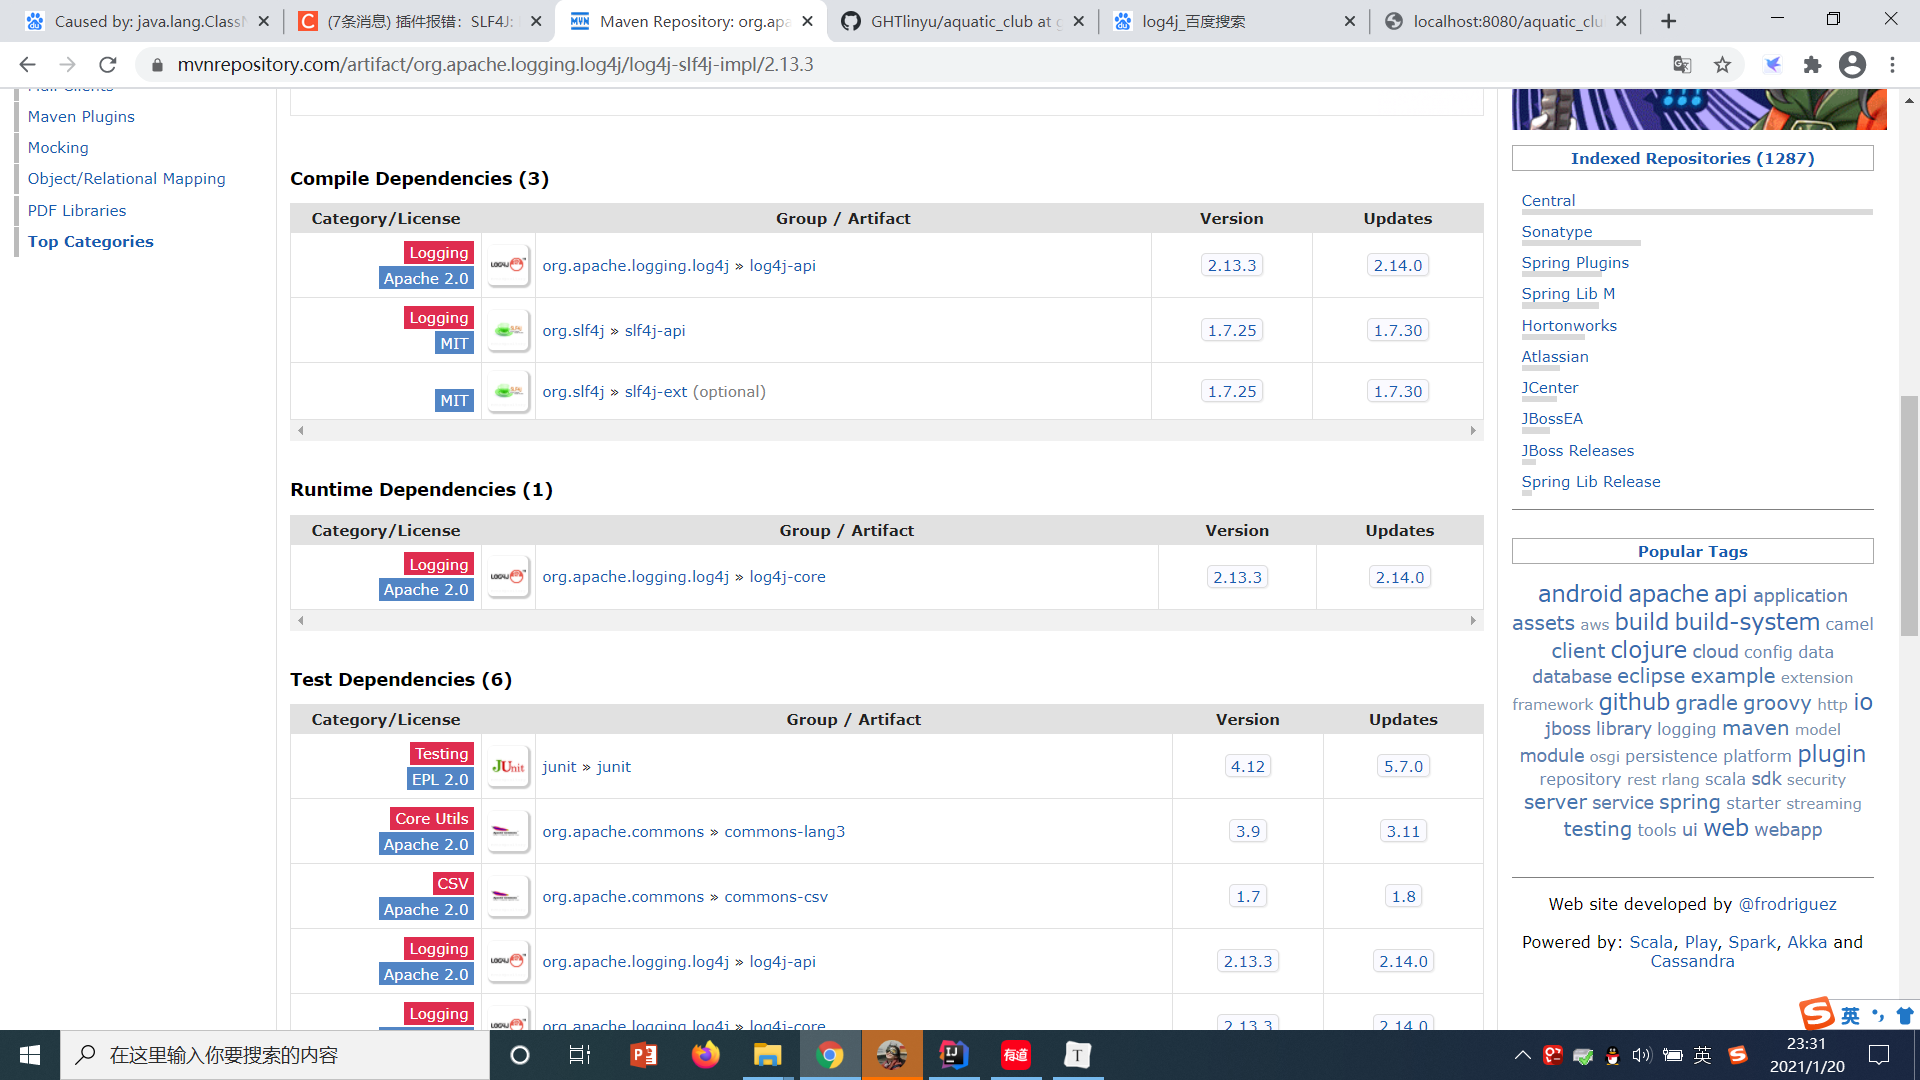 Caused by: java.lang.ClassN
(7条消息) 插件报错：SLF4J:
Maven Repository: org.apa
GHTlinyu/aquatic_club at g
log4j_百度搜索
localhost:8080/aquatic_clu
mvnrepository.com/artifact/org.apache.logging.log4j/log4j-slf4j-impl/2.13.3
Mail Clients
Maven Plugins
Mocking
Object/Relational Mapping
PDF Libraries
Top Categories
Compile Dependencies (3)
Category/License Group / Artifact Version Updates
Logging
Apache 2.0
org.apache.logging.log4j » log4j-api 2.13.3 2.14.0
Logging
MIT
org.slf4j » slf4j-api 1.7.25 1.7.30
MIT
org.slf4j » slf4j-ext (optional) 1.7.25 1.7.30
Runtime Dependencies (1)
Category/License Group / Artifact Version Updates
Logging
Apache 2.0
org.apache.logging.log4j » log4j-core 2.13.3 2.14.0
Test Dependencies (6)
Category/License Group / Artifact Version Updates
Testing
EPL 2.0
JUnit
junit » junit 4.12 5.7.0
Core Utils
Apache 2.0
org.apache.commons » commons-lang3 3.9 3.11
CSV
Apache 2.0
org.apache.commons » commons-csv 1.7 1.8
Logging
Apache 2.0
org.apache.logging.log4j » log4j-api 2.13.3 2.14.0
Logging
org.apache.logging.log4j » log4j-core 2.13.3 2.14.0
Indexed Repositories (1287)
Central
Sonatype
Spring Plugins
Spring Lib M
Hortonworks
Atlassian
JCenter
JBossEA
JBoss Releases
Spring Lib Release
Popular Tags
android apache api application
assets aws build build-system camel
client clojure cloud config data
database eclipse example extension
framework github gradle groovy http io
jboss library logging maven model
module osgi persistence platform plugin
repository rest rlang scala sdk security
server service spring starter streaming
testing tools ui web webapp
Web site developed by @frodriguez
Powered by: Scala, Play, Spark, Akka and
Cassandra
英
在这里输入你要搜索的内容
有道
T
英
23:31
2021/1/20